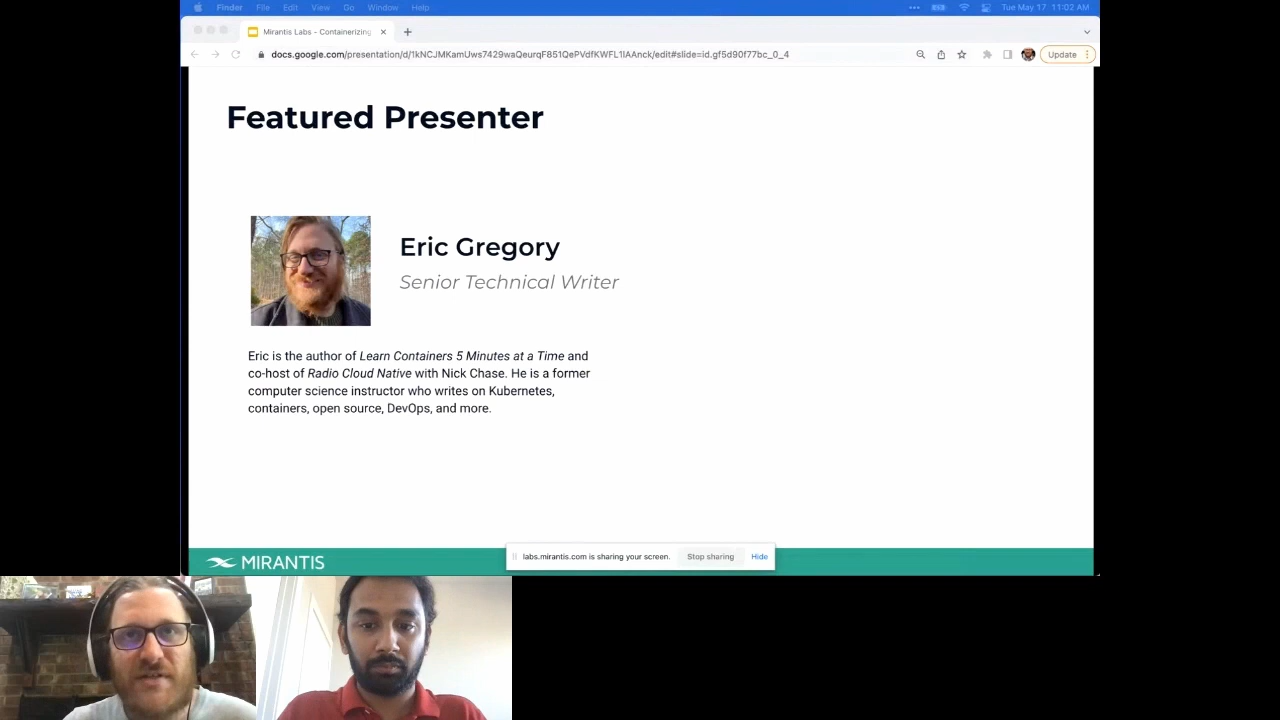 Finder File Edit View Go Window Help Tue May 17 11:02 AM
Mirantis Labs - Containerizing
docs.google.com/presentation/d/1kNCJMKamUws7429waQeurqF851QePVdfKWFL1IAAnck/edit#slide=id.gf5d90f77bc_0_4 Update
Featured Presenter
Eric Gregory
Senior Technical Writer
Eric is the author of Learn Containers 5 Minutes at a Time and
co-host of Radio Cloud Native with Nick Chase. He is a former
computer science instructor who writes on Kubernetes,
containers, open source, DevOps, and more.
labs.mirantis.com is sharing your screen. Stop sharing Hide
MIRANTIS